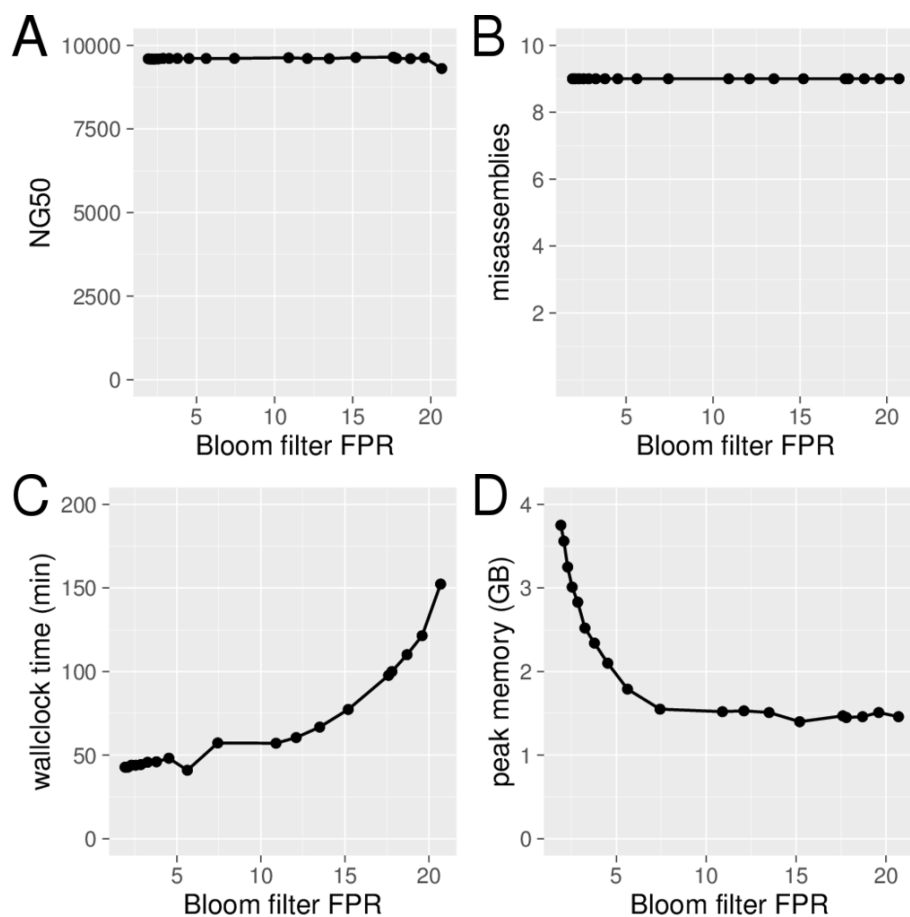 A
NG50
10000
7500
5000
2500
0
5 10 15 20
Bloom filter FPR
B
misassemblies
10
8
6
4
2
5 10 15 20
Bloom filter FPR
C
wallclock time (min)
200
150
100
50
0
5 10 15 20
Bloom filter FPR
D
peak memory (GB)
4
3
2
1
0
5 10 15 20
Bloom filter FPR